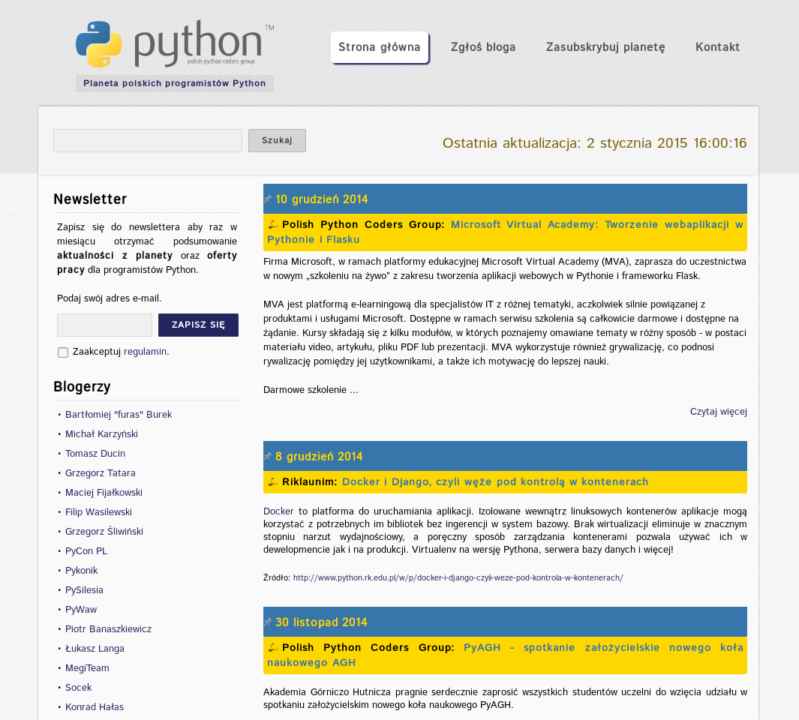 python™
polish python coders group
Planeta polskich programistów Python
Strona główna
Zgłoś bloga
Zasubskrybuj planetę
Kontakt
Szukaj
Ostatnia aktualizacja: 2 stycznia 2015 16:00:16
Newsletter
Zapisz się do newslettera aby raz w
miesiącu otrzymać podsumowanie
aktualności z planety oraz oferty
pracy dla programistów Python.
Podaj swój adres e-mail.
ZAPISZ SIĘ
Zaakceptuj regulamin.
Blogerzy
• Bartłomiej "furas" Burek
• Michał Karzyński
• Tomasz Ducin
• Grzegorz Tatara
• Maciej Fijałkowski
• Filip Wasilewski
• Grzegorz Śliwiński
• PyCon PL
• Pykonik
• PySilesia
• PyWaw
• Piotr Banaszkiewicz
• Łukasz Langa
• MegiTeam
• Socek
• Konrad Hałas
10 grudzień 2014
Polish Python Coders Group: Microsoft Virtual Academy: Tworzenie webaplikacji w
Pythonie i Flasku
Firma Microsoft, w ramach platformy edukacyjnej Microsoft Virtual Academy (MVA), zaprasza do uczestnictwa
w nowym „szkoleniu na żywo" z zakresu tworzenia aplikacji webowych w Pythonie i frameworku Flask.
MVA jest platformą e-learningową dla specjalistów IT z różnej tematyki, aczkolwiek silnie powiązanej z
produktami i usługami Microsoft. Dostępne w ramach serwisu szkolenia są całkowicie darmowe i dostępne na
żądanie. Kursy składają się z kilku modułów, w których poznajemy omawiane tematy w różny sposób - w postaci
materiału video, artykułu, pliku PDF lub prezentacji. MVA wykorzystuje również grywalizację, co podnosi
rywalizację pomiędzy jej użytkownikami, a także ich motywację do lepszej nauki.
Darmowe szkolenie ...
Czytaj więcej
8 grudzień 2014
Riklaunim: Docker i Django, czyli węże pod kontrolą w kontenerach
Docker to platforma do uruchamiania aplikacji. Izolowane wewnątrz linuksowych kontenerów aplikacje mogą
korzystać z potrzebnych im bibliotek bez ingerencji w system bazowy. Brak wirtualizacji eliminuje w znacznym
stopniu narzut wydajnościowy, a poręczny sposób zarządzania kontenerami pozwala używać ich w
dewelopmencie jak i na produkcji. Virtualenv na wersję Pythona, serwera bazy danych i więcej!
Źródło: http://www.python.rk.edu.pl/w/p/docker-i-django-czyli-weze-pod-kontrola-w-kontenerach/
30 listopad 2014
Polish Python Coders Group: PyAGH - spotkanie założycielskie nowego koła
naukowego AGH
Akademia Górniczo Hutnicza pragnie serdecznie zaprosić wszystkich studentów uczelni do wzięcia udziału w
spotkaniu założycielskim nowego koła naukowego PyAGH.